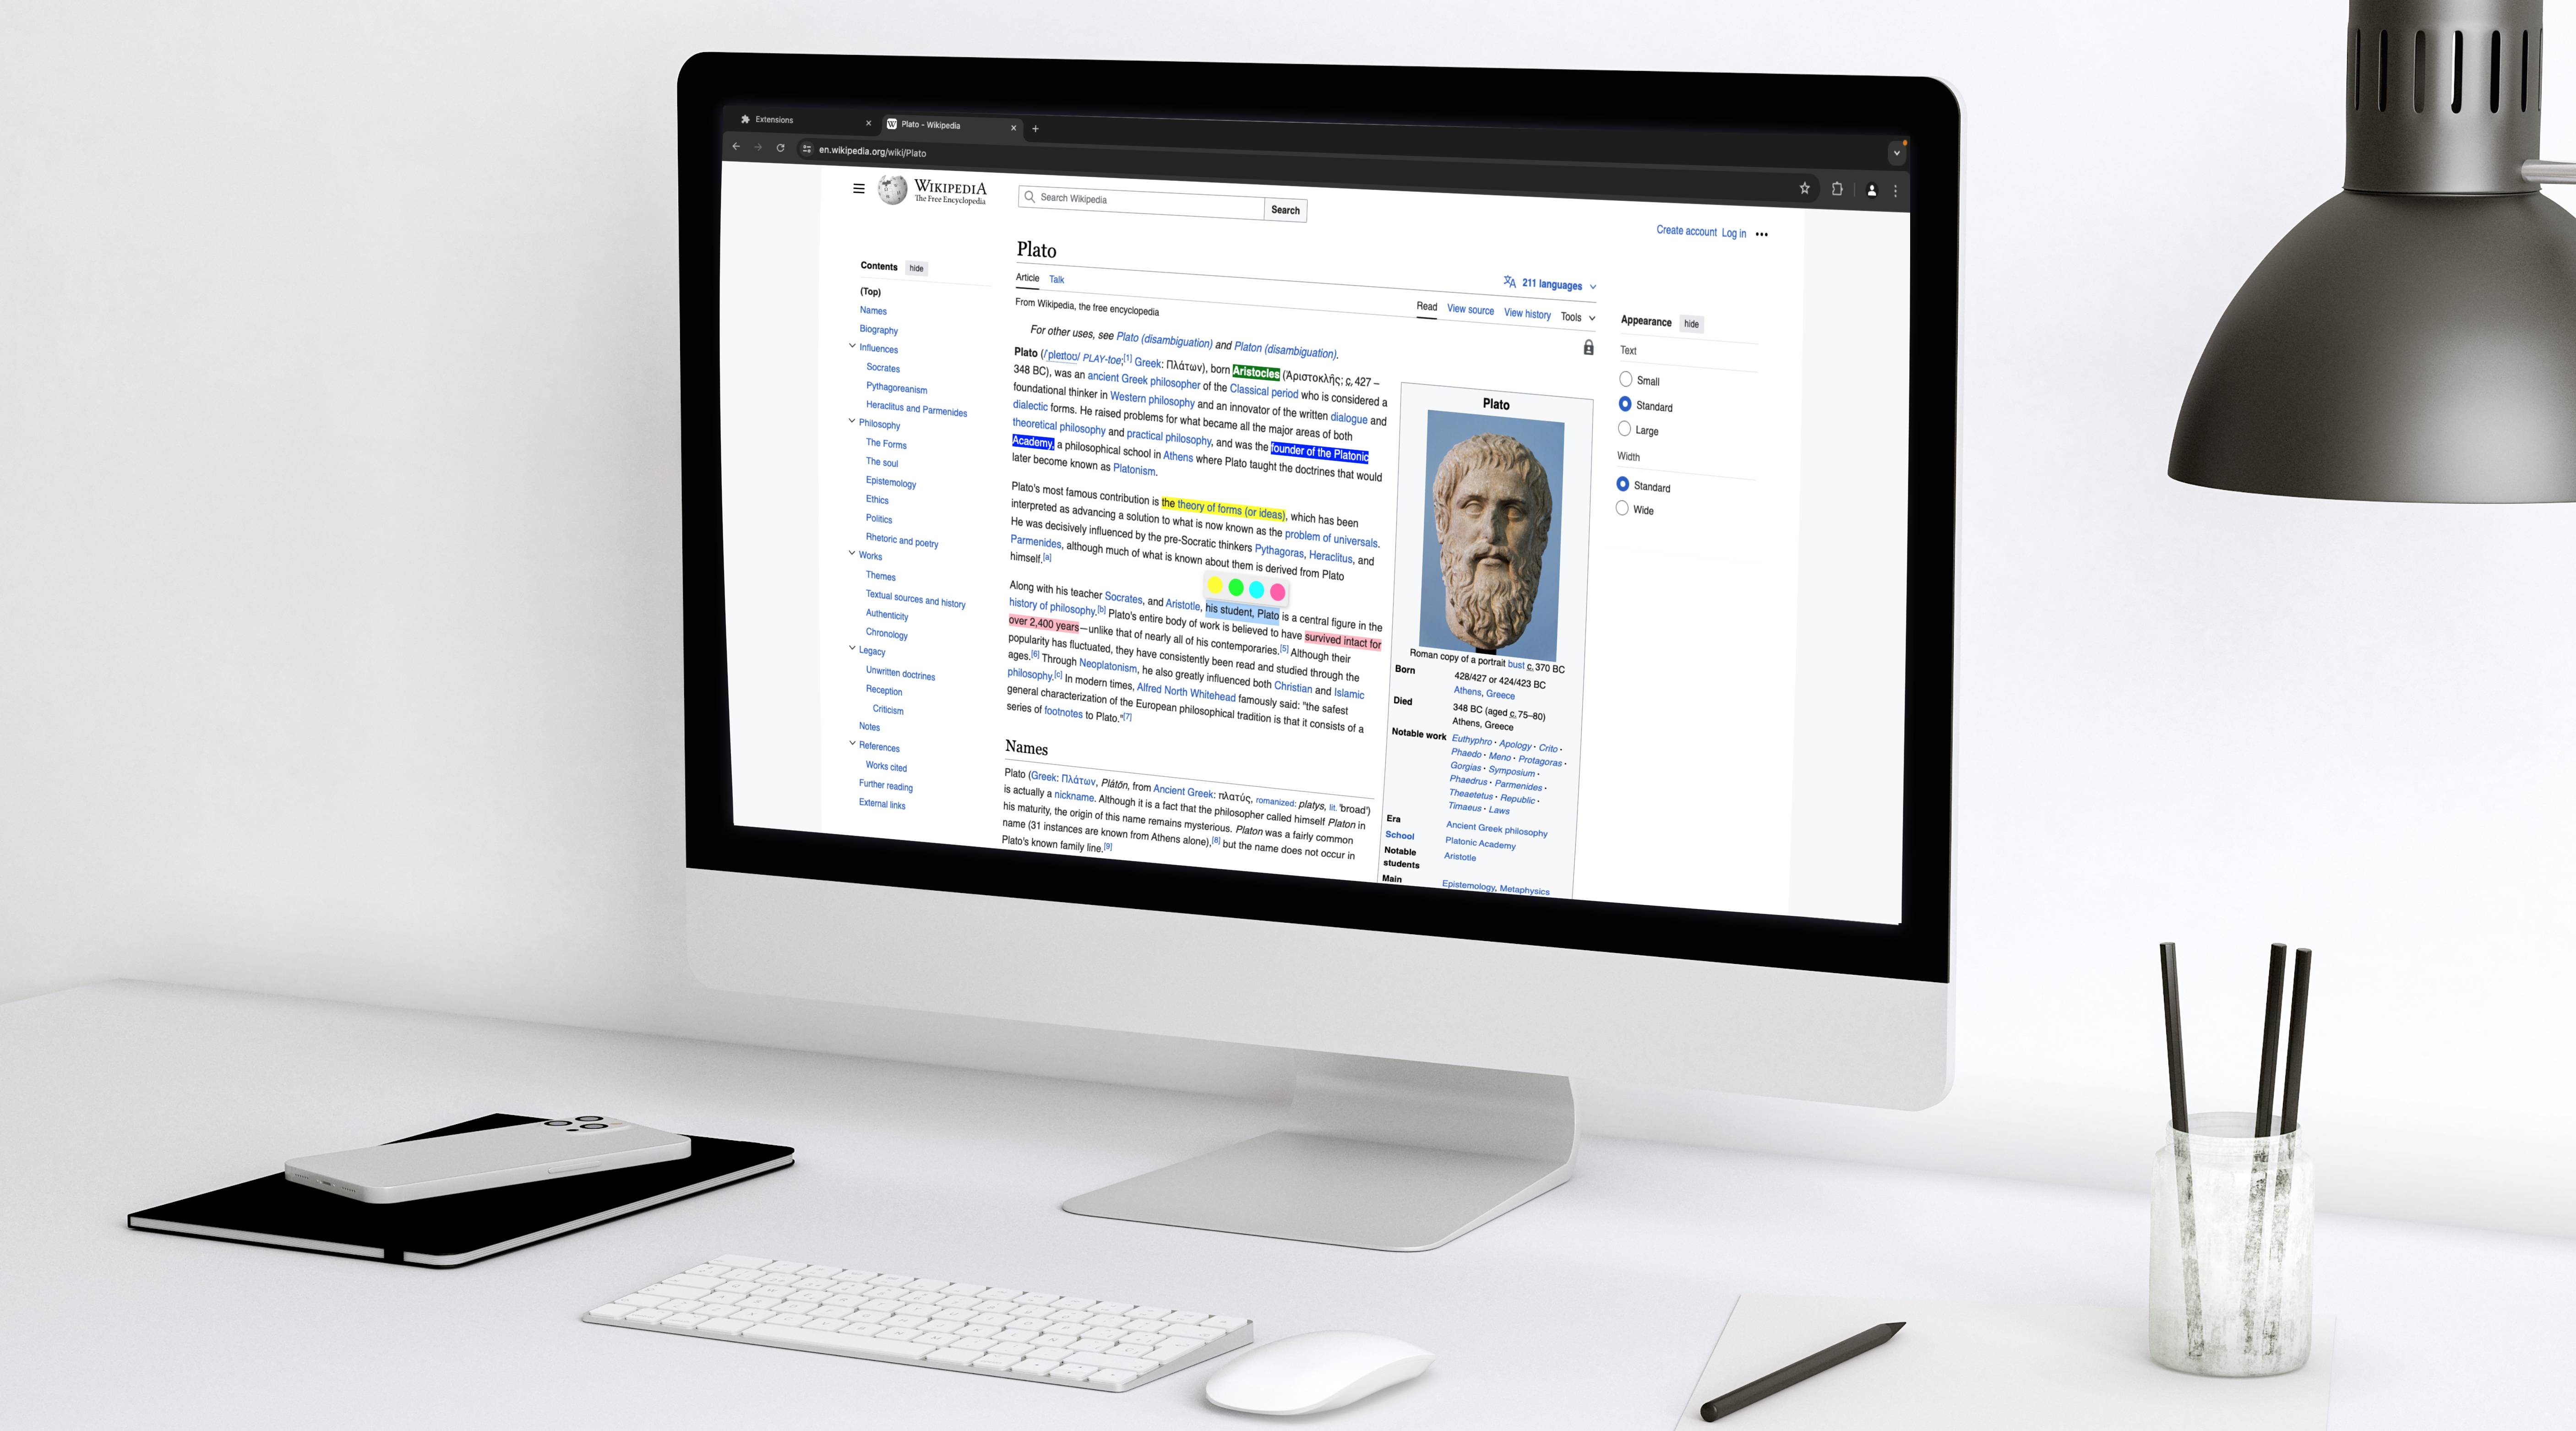 Extensions
Plato - Wikipedia
en.wikipedia.org/wiki/Plato
WIKIPEDIA
The Free Encyclopedia
Search Wikipedia
Search
Create account Log in
Contents hide
(Top)
Names
Biography
Influences
Socrates
Pythagoreanism
Heraclitus and Parmenides
Philosophy
The Forms
The soul
Epistemology
Ethics
Politics
Rhetoric and poetry
Works
Themes
Textual sources and history
Authenticity
Chronology
Legacy
Unwritten doctrines
Reception
Criticism
Notes
References
Works cited
Further reading
External links
Plato
211 languages
Article Talk
Read View source View history Tools
From Wikipedia, the free encyclopedia
For other uses, see Plato (disambiguation) and Platon (disambiguation).
Plato (/ˈpleɪtoʊ/ PLAY-toe;[1] Greek: Πλάτων), born Aristocles (Ἀριστοκλῆς; c. 427 –
348 BC), was an ancient Greek philosopher of the Classical period who is considered a
foundational thinker in Western philosophy and an innovator of the written dialogue and
dialectic forms. He raised problems for what became all the major areas of both
theoretical philosophy and practical philosophy, and was the founder of the Platonic
Academy, a philosophical school in Athens where Plato taught the doctrines that would
later become known as Platonism.
Plato's most famous contribution is the theory of forms (or ideas), which has been
interpreted as advancing a solution to what is now known as the problem of universals.
He was decisively influenced by the pre-Socratic thinkers Pythagoras, Heraclitus, and
Parmenides, although much of what is known about them is derived from Plato
himself.[a]
Along with his teacher Socrates, and Aristotle, his student, Plato is a central figure in the
history of philosophy.[b] Plato's entire body of work is believed to have survived intact for
over 2,400 years—unlike that of nearly all of his contemporaries.[5] Although their
popularity has fluctuated, they have consistently been read and studied through the
ages.[6] Through Neoplatonism, he also greatly influenced both Christian and Islamic
philosophy.[c] In modern times, Alfred North Whitehead famously said: "the safest
general characterization of the European philosophical tradition is that it consists of a
series of footnotes to Plato."[7]
Names
Plato (Greek: Πλάτων, Plátōn, from Ancient Greek: πλατύς, romanized: platys, lit. 'broad')
is actually a nickname. Although it is a fact that the philosopher called himself Platon in
his maturity, the origin of this name remains mysterious. Platon was a fairly common
name (31 instances are known from Athens alone),[8] but the name does not occur in
Plato's known family line.[9]
Plato
Roman copy of a portrait bust c. 370 BC
Born 428/427 or 424/423 BC
Athens, Greece
Died 348 BC (aged c. 75–80)
Athens, Greece
Notable work Euthyphro · Apology · Crito ·
Phaedo · Meno · Protagoras ·
Gorgias · Symposium ·
Phaedrus · Parmenides ·
Theaetetus · Republic ·
Timaeus · Laws
Era Ancient Greek philosophy
School Platonic Academy
Notable Aristotle
students
Main Epistemology, Metaphysics
Appearance hide
Text
Small
Standard
Large
Width
Standard
Wide